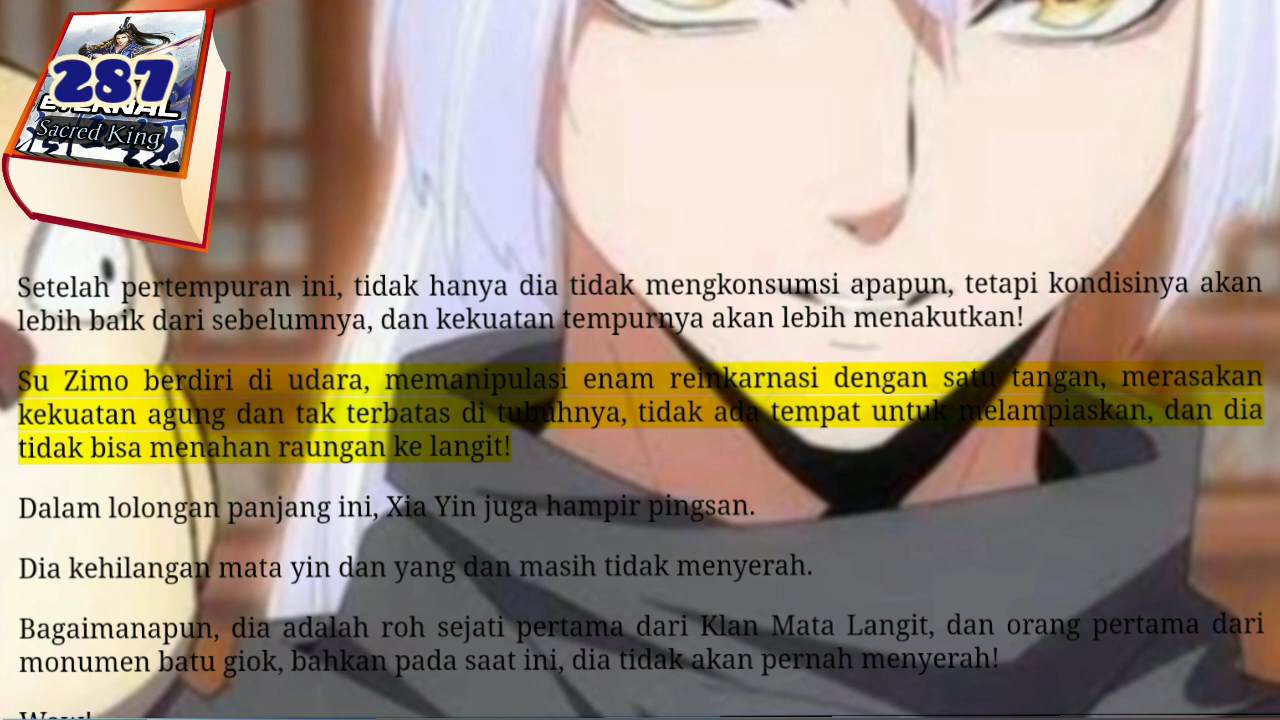 287
ETERNAL
Sacred King
Setelah pertempuran ini, tidak hanya dia tidak mengkonsumsi apapun, tetapi kondisinya akan
lebih baik dari sebelumnya, dan kekuatan tempurnya akan lebih menakutkan!
Su Zimo berdiri di udara, memanipulasi enam reinkarnasi dengan satu tangan, merasakan
kekuatan agung dan tak terbatas di tubuhnya, tidak ada tempat untuk melampiaskan, dan dia
tidak bisa menahan raungan ke langit!
Dalam lolongan panjang ini, Xia Yin juga hampir pingsan.
Dia kehilangan mata yin dan yang dan masih tidak menyerah.
Bagaimanapun, dia adalah roh sejati pertama dari Klan Mata Langit, dan orang pertama dari
monumen batu giok, bahkan pada saat ini, dia tidak akan pernah menyerah!
Wow!